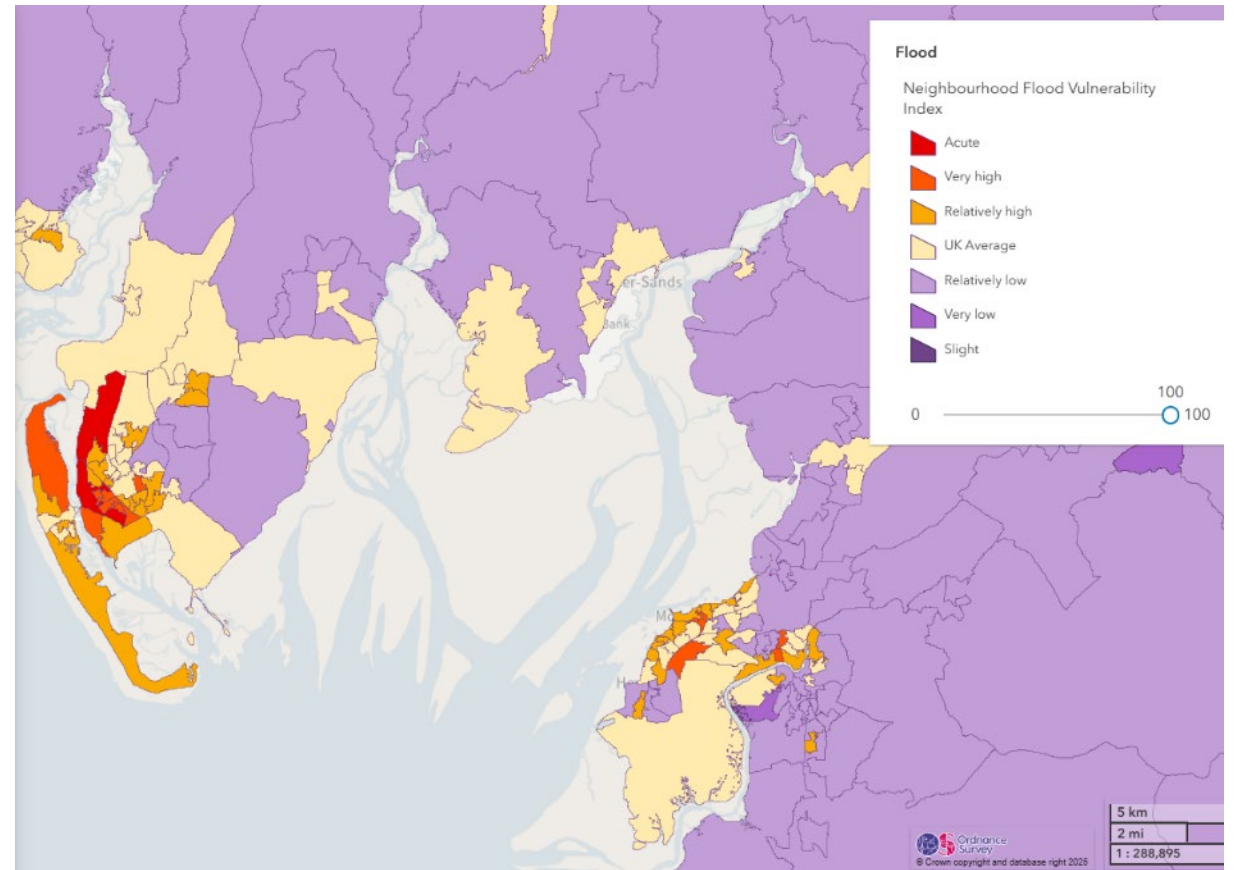 Flood
Neighbourhood Flood Vulnerability
Index
Acute
Very high
Relatively high
UK Average
Relatively low
Very low
Slight
100
0
100
er-Sands
Bank
Mo
He
5 km
2 mi
1 : 288,895
Ordnance
Survey
© Crown copyright and database right 2025